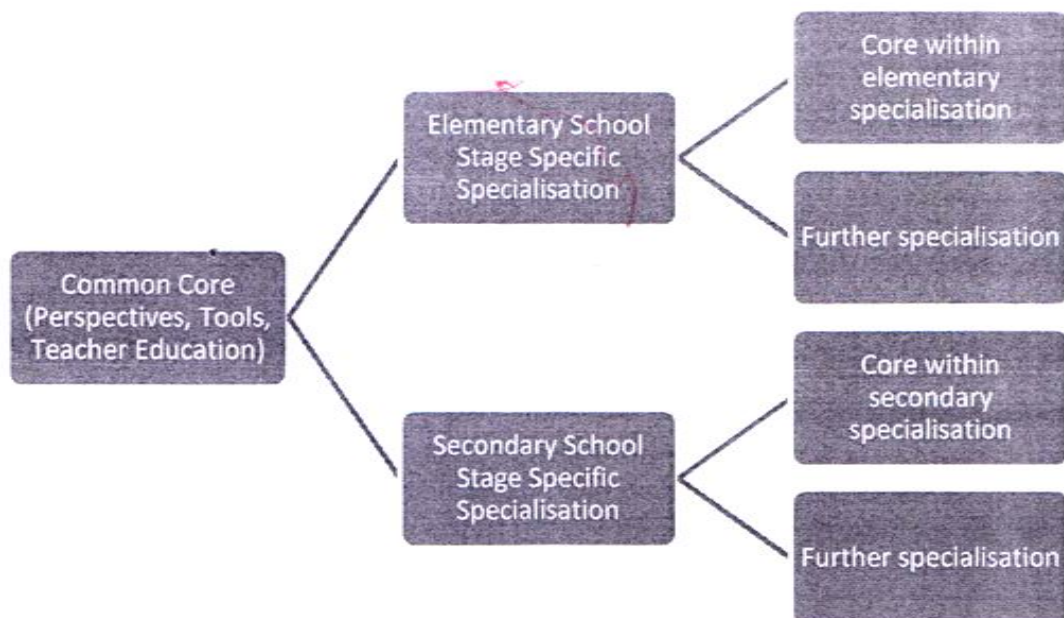 Common Core
(Perspectives, Tools,
Teacher Education)
Elementary School
Stage Specific
Specialisation
Core within
elementary
specialisation
Further specialisation
Secondary School
Stage Specific
Specialisation
Core within
secondary
specialisation
Further specialisation